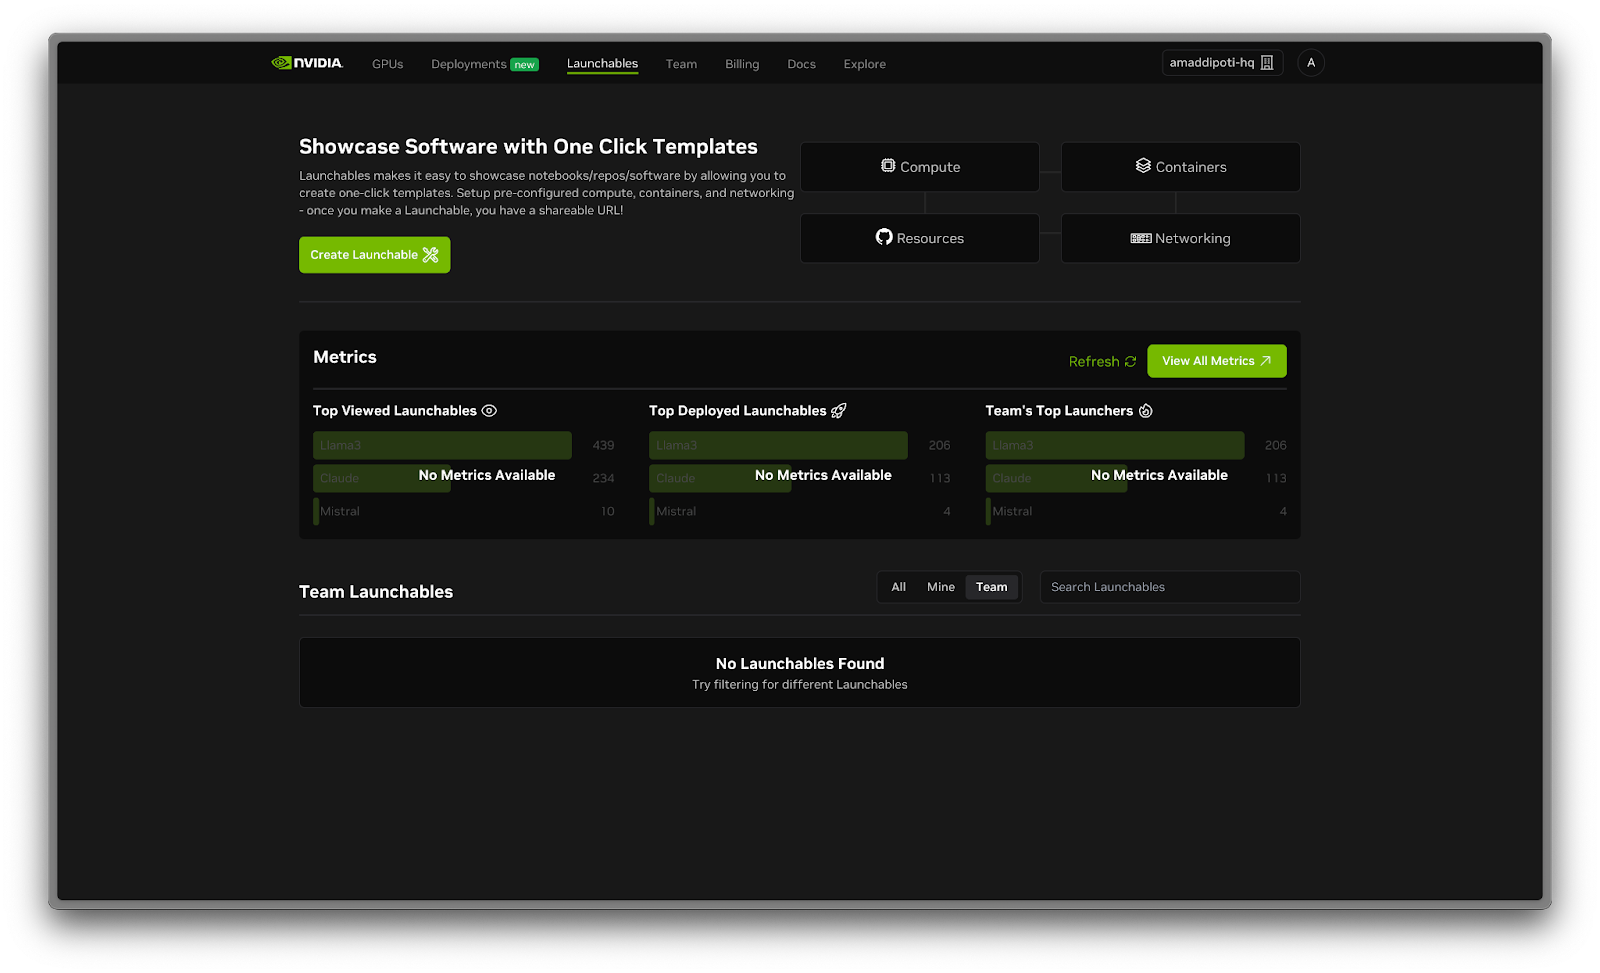 NVIDIA
GPUs
Deployments new
Launchables
Team
Billing
Docs
Explore
amaddipoti-hq
A
Showcase Software with One Click Templates
Launchables makes it easy to showcase notebooks/repos/software by allowing you to
create one-click templates. Setup pre-configured compute, containers, and networking
- once you make a Launchable, you have a shareable URL!
Create Launchable
Compute
Containers
Resources
Networking
Metrics
Refresh
View All Metrics
Top Viewed Launchables
Llama3 439
Claude 234
No Metrics Available
Mistral 10
Top Deployed Launchables
Llama3 206
Claude 113
No Metrics Available
Mistral 4
Team's Top Launchers
Llama3 206
Claude 113
No Metrics Available
Mistral 4
Team Launchables
All
Mine
Team
Search Launchables
No Launchables Found
Try filtering for different Launchables